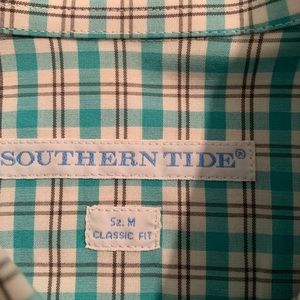 SOUTHERN TIDE®
Sz. M
CLASSIC FIT